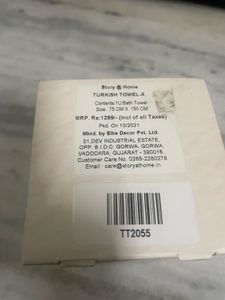 Story @ Home
TURKISH TOWEL-X
Contents 1U Bath Towel
Size : 75 CM X 150 CM
MRP. Rs:1299/- (Incl of all Taxes)
Pkd. On 10/2021
Mktd. by Elite Decor Pvt. Ltd.
31,DEV INDUSTRIAL ESTATE,
OPP. B.I.D.C. GORWA, GORWA,
VADODARA, GUJARAT - 390016.
Customer Care No. 0265-2280278.
Email : care@storyathome.in
TT2055